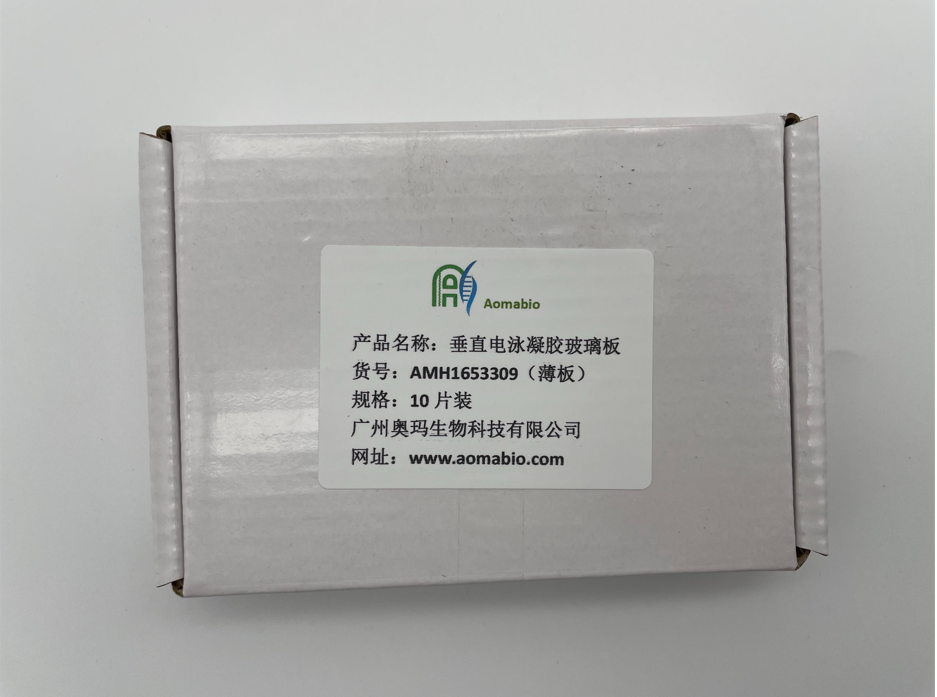 Aomabio
产品名称：垂直电泳凝胶玻璃板
货号：AMH1653309（薄板）
规格：10 片装
广州奥玛生物科技有限公司
网址：www.aomabio.com